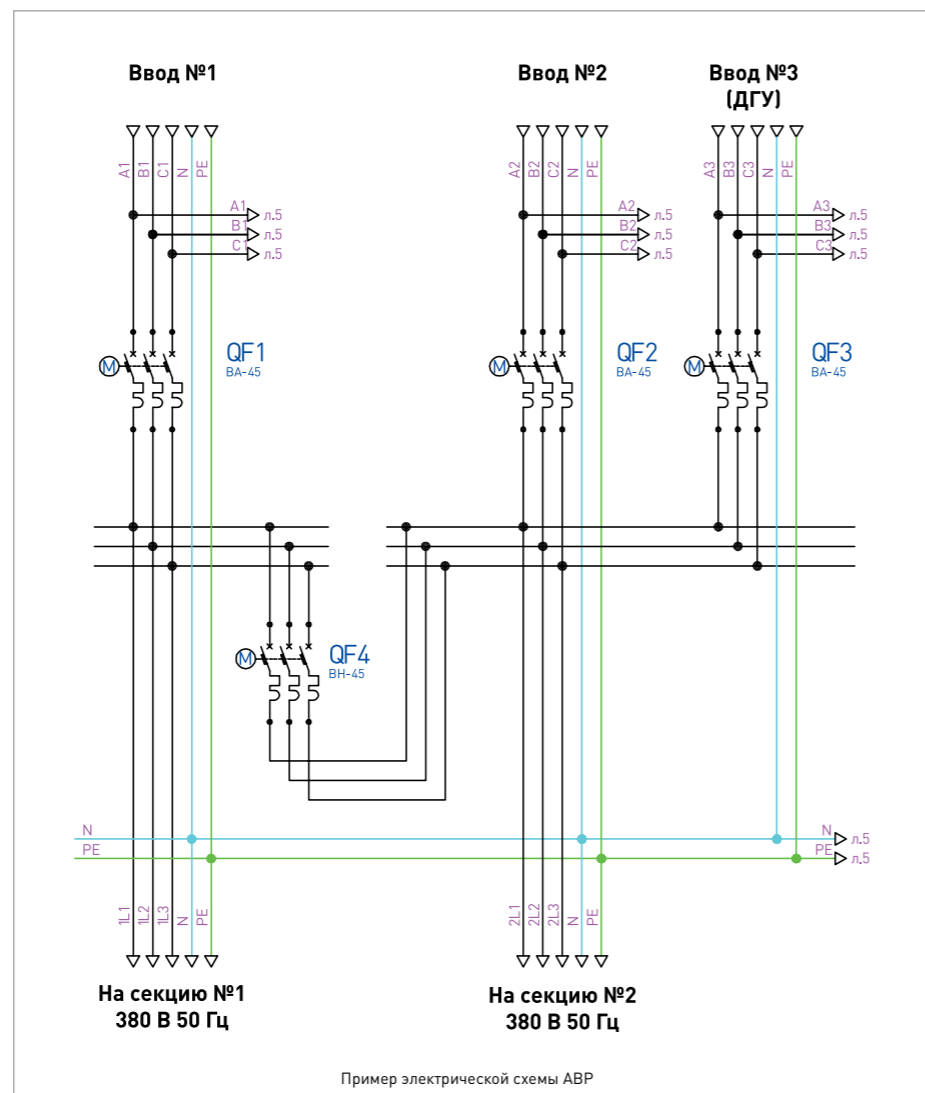 Ввод №1
Ввод №2
Ввод №3
(ДГУ)
A1
B1
C1
N
PE
A2
B2
C2
N
PE
A3
B3
C3
N
PE
A1 л.5
B1 л.5
C1 л.5
A2 л.5
B2 л.5
C2 л.5
A3 л.5
B3 л.5
C3 л.5
M
QF1
ВА-45
M
QF2
ВА-45
M
QF3
ВА-45
M
QF4
ВН-45
N
PE
N л.5
PE л.5
1L1
1L2
1L3
N
PE
2L1
2L2
2L3
N
PE
На секцию №1
380 В 50 Гц
На секцию №2
380 В 50 Гц
Пример электрической схемы АВР